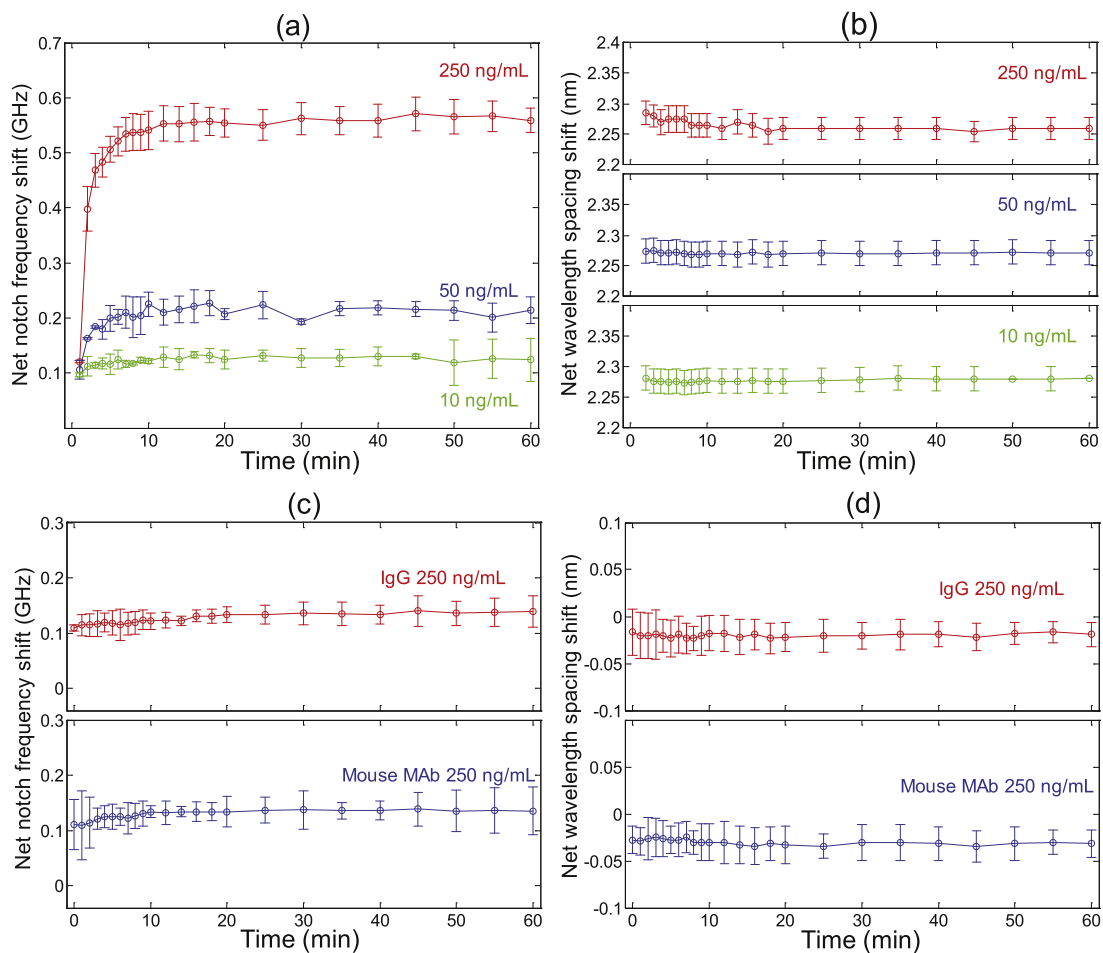 (a)
Net notch frequency shift (GHz)
0.7
0.6
0.5
0.4
0.3
0.2
0.1
250 ng/mL
50 ng/mL
10 ng/mL
0 10 20 30 40 50 60
Time (min)
(b)
Net wavelength spacing shift (nm)
2.4
2.35
2.3
2.25
2.2
250 ng/mL
2.35
2.3
2.25
2.2
50 ng/mL
2.35
2.3
2.25
2.2
10 ng/mL
0 10 20 30 40 50 60
Time (min)
(c)
Net notch frequency shift (GHz)
0.3
0.2
0.1
0
IgG 250 ng/mL
0.3
0.2
0.1
0
Mouse MAb 250 ng/mL
0 10 20 30 40 50 60
Time (min)
(d)
Net wavelength spacing shift (nm)
0.1
0.05
0
-0.05
-0.1
IgG 250 ng/mL
0.05
0
-0.05
-0.1
Mouse MAb 250 ng/mL
0 10 20 30 40 50 60
Time (min)